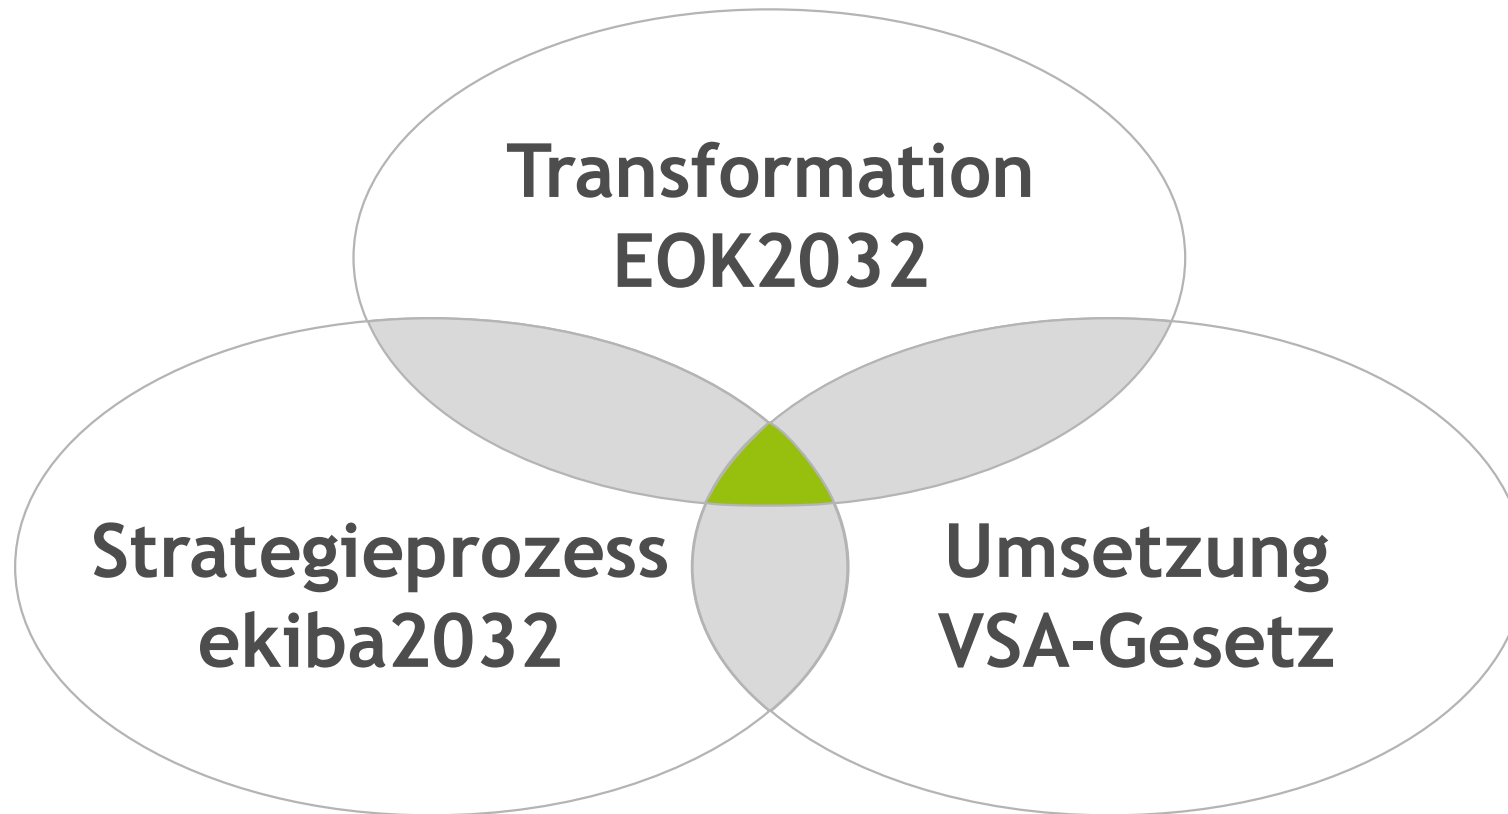 Transformation
EOK2032
Strategieprozess
ekiba2032
Umsetzung
VSA-Gesetz